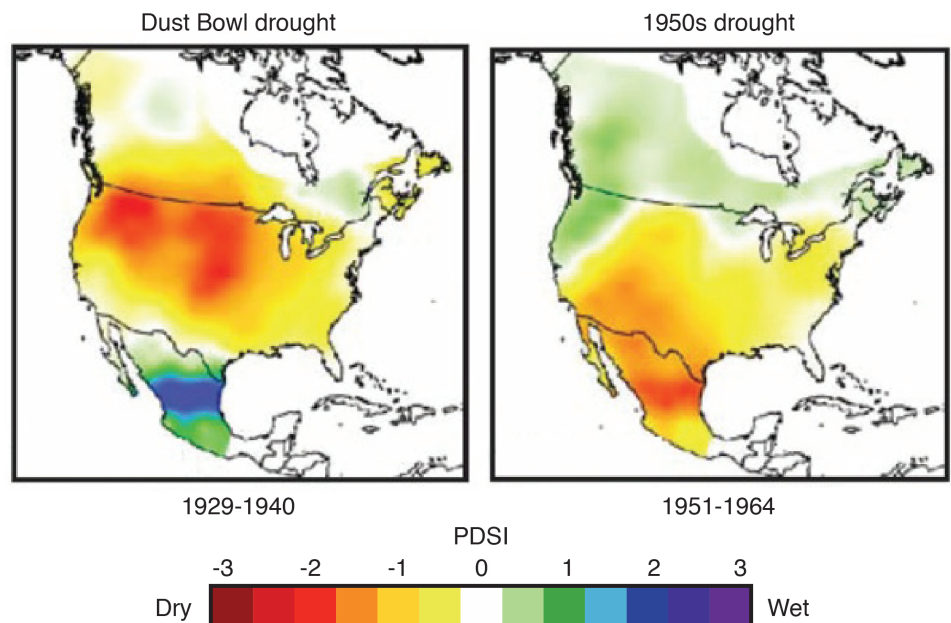 Dust Bowl drought
1950s drought
1929-1940
1951-1964
PDSI
-3 -2 -1 0 1 2 3
Dry Wet